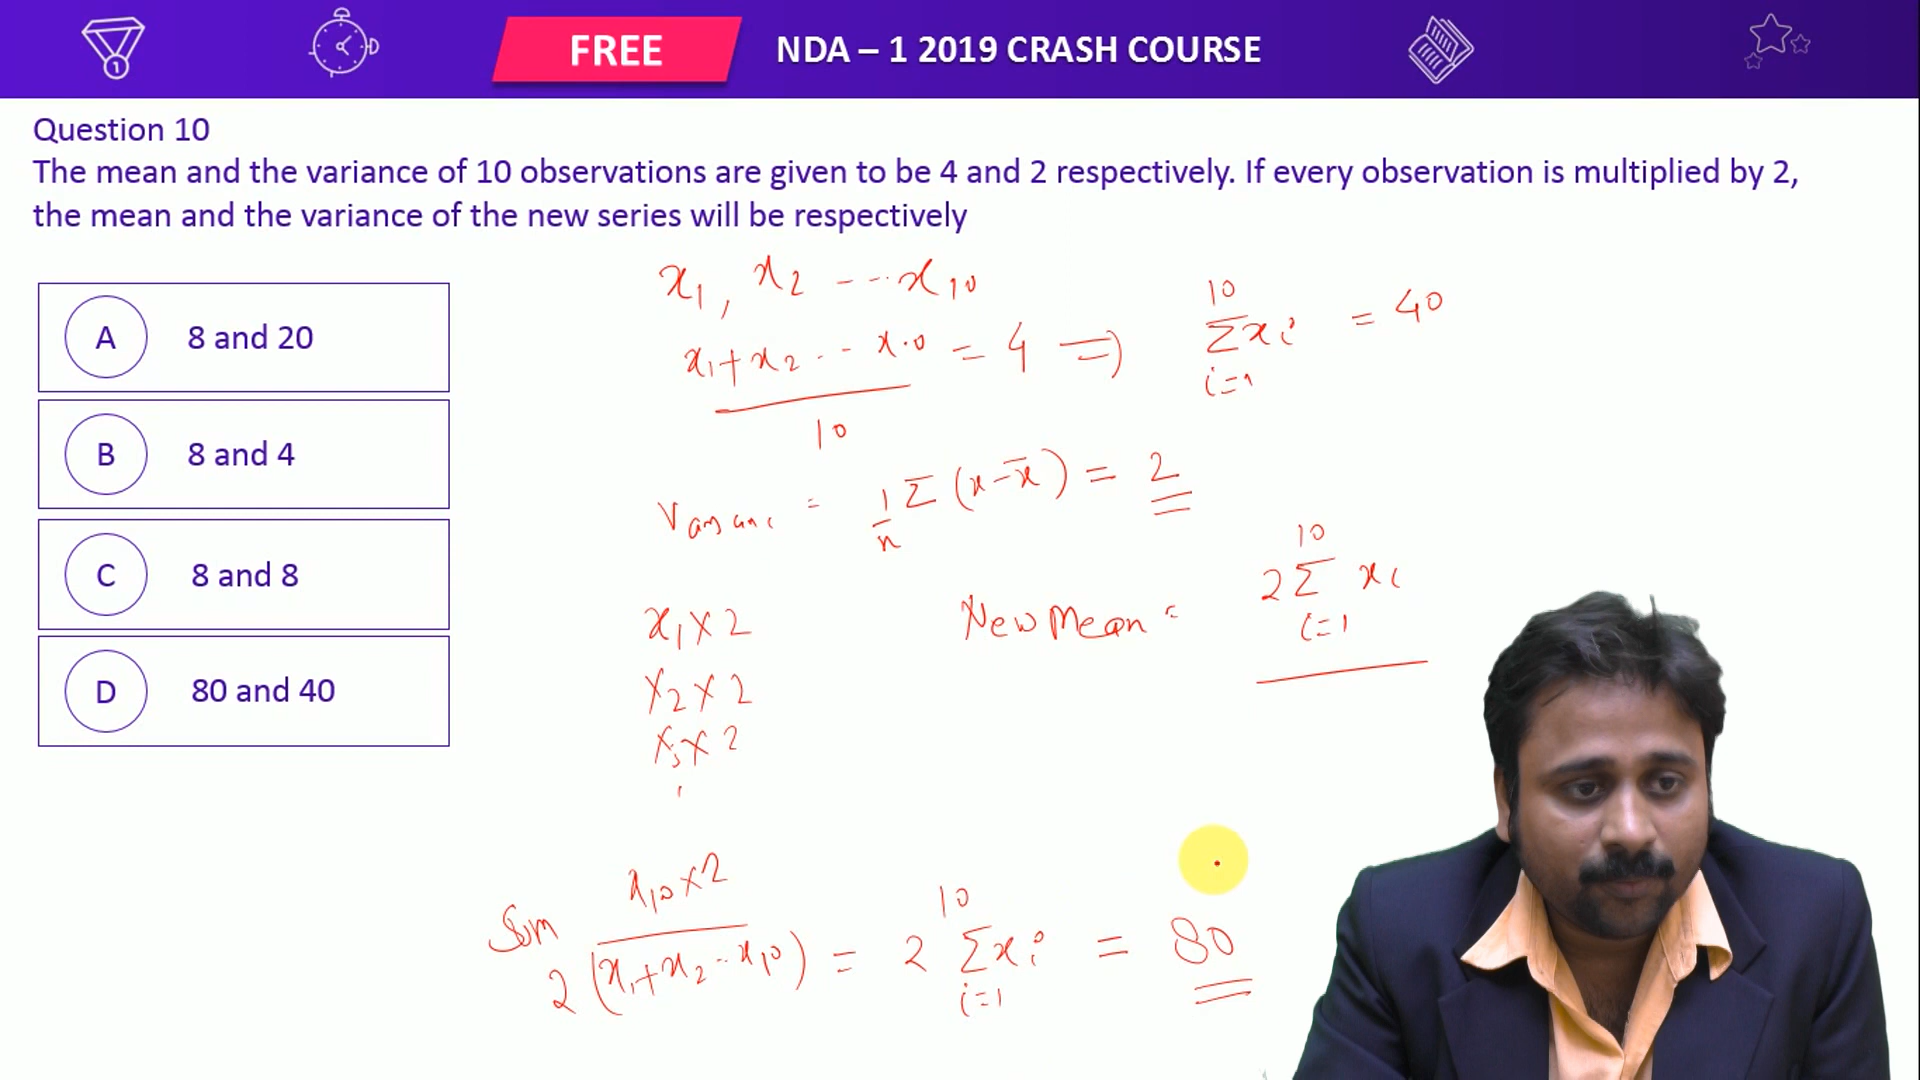 1
FREE NDA – 1 2019 CRASH COURSE
Question 10
The mean and the variance of 10 observations are given to be 4 and 2 respectively. If every observation is multiplied by 2,
the mean and the variance of the new series will be respectively
A 8 and 20
B 8 and 4
C 8 and 8
D 80 and 40
x₁, x₂ --- x₁₀
x₁+x₂ -- x₁₀ / 10 = 4 ⇒ 10 Σxi i=1 = 40
= 1/n Σ (x-x̄) = 2
x₁×2
x₂×2
x₃×2
x₁₀×2
New Mean = 10 2Σ xi i=1
Sum 2(x₁+x₂--x₁₀) = 2 10 Σxi i=1 = 80